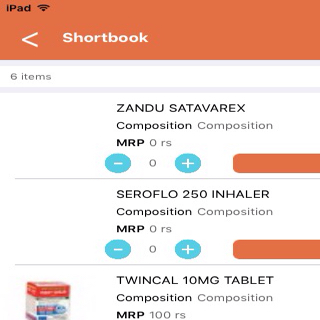 iPad
Shortbook
6 items
ZANDU SATAVAREX
Composition Composition
MRP 0 rs
0
SEROFLO 250 INHALER
Composition Composition
MRP 0 rs
0
TWINCAL 10MG TABLET
Composition Composition
MRP 100 rs